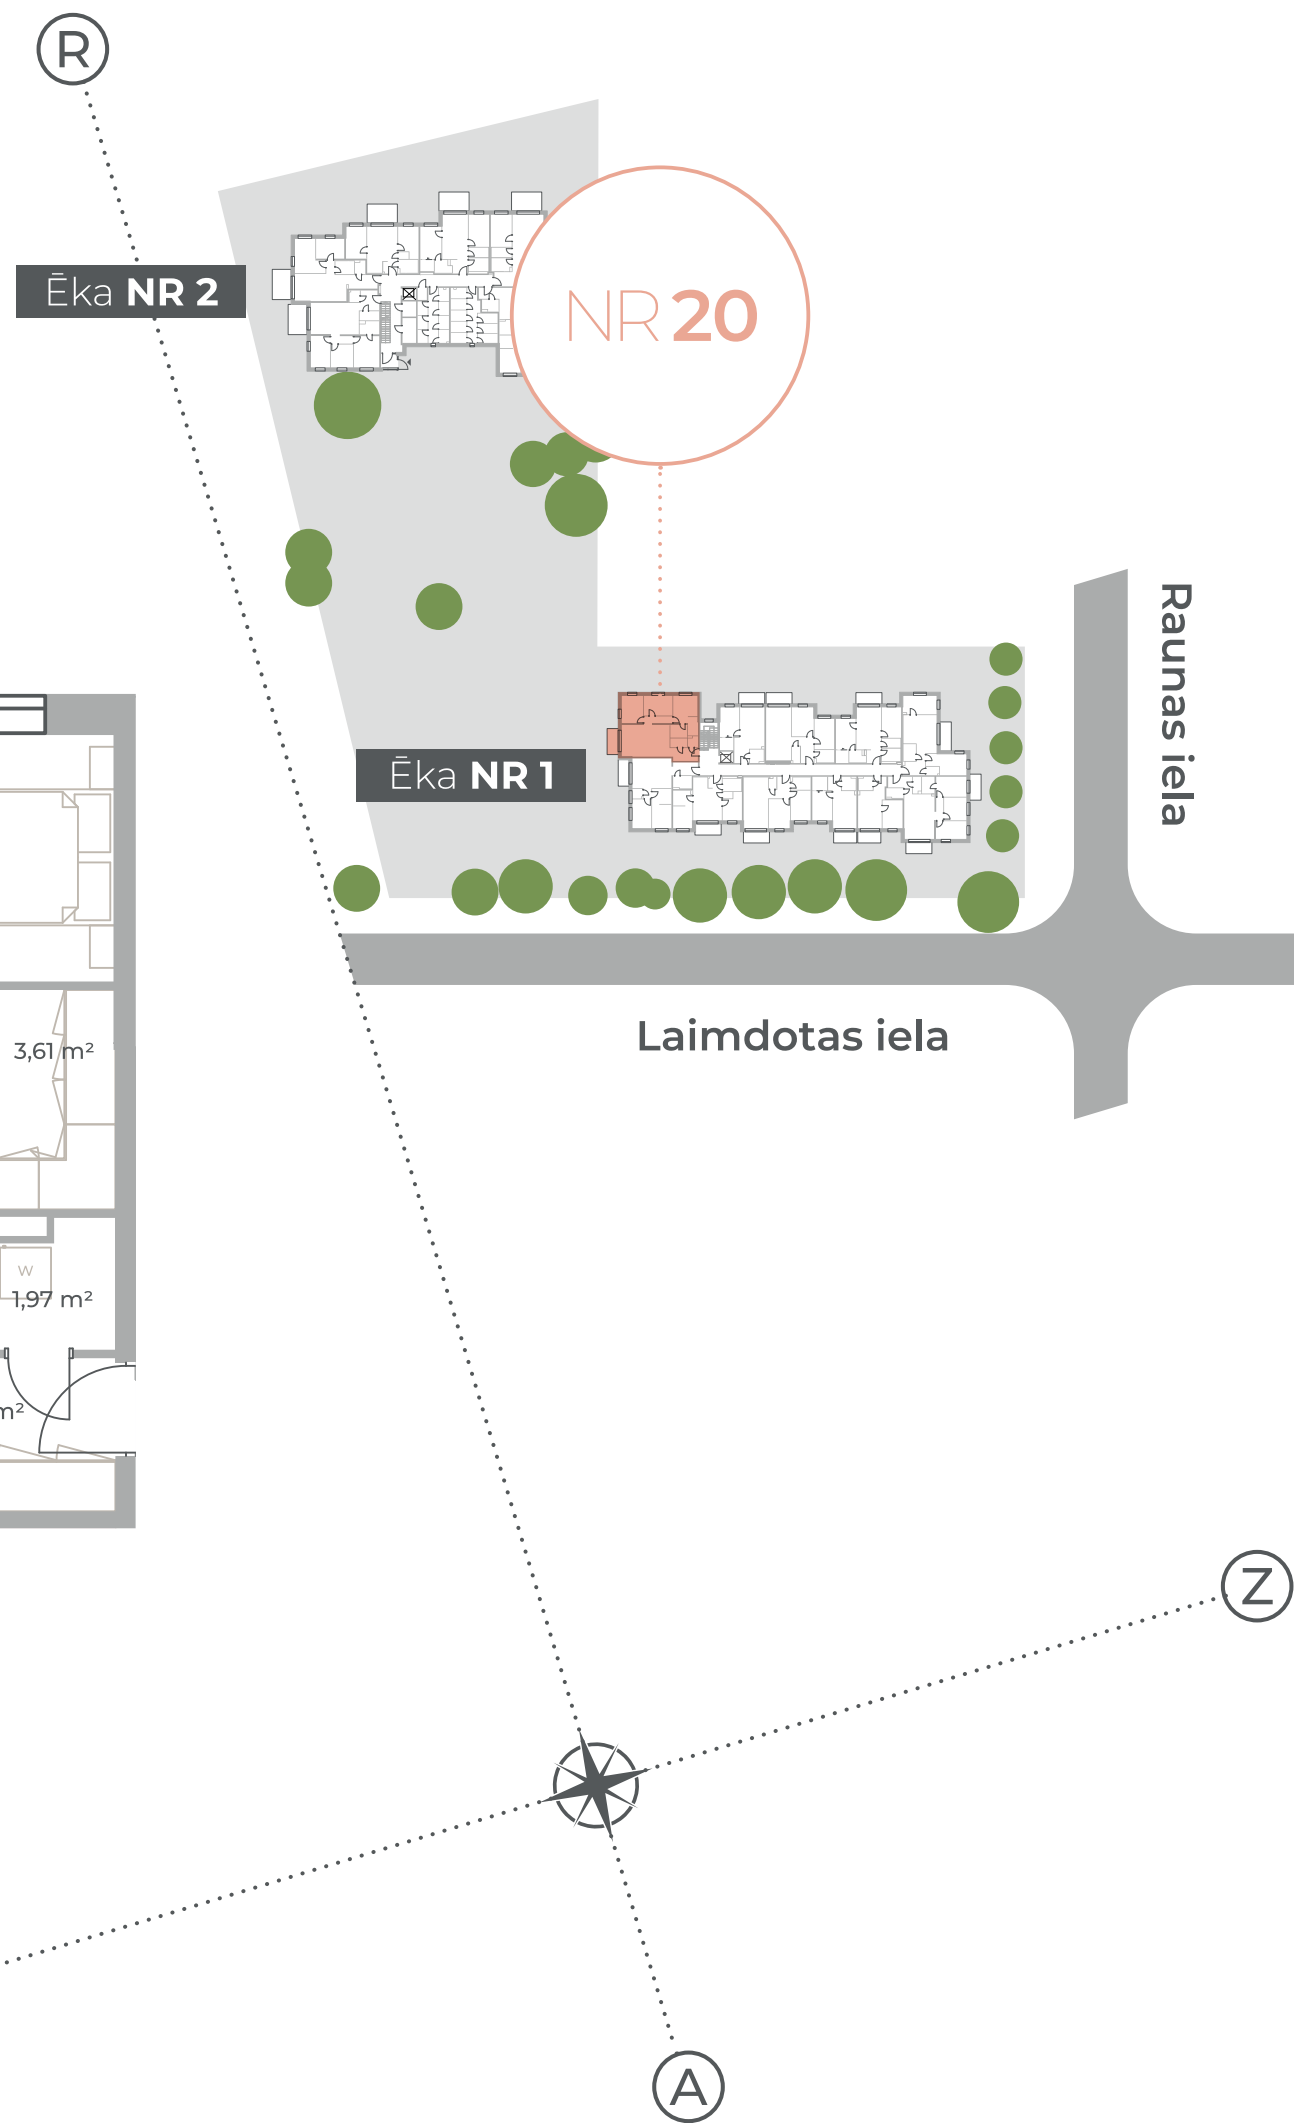 R
Ēka NR 2
NR 20
Raunas iela
Ēka NR 1
Laimdotas iela
3,61 m²
W
1,97 m²
m²
Z
A